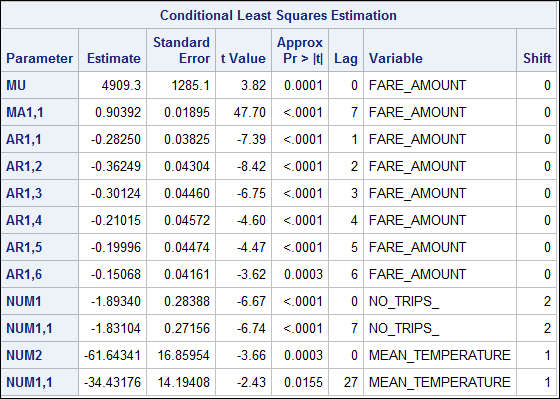 Conditional Least Squares Estimation
Parameter Estimate Standard Error t Value Approx Pr > |t| Lag Variable Shift
MU 4909.3 1285.1 3.82 0.0001 0 FARE_AMOUNT 0
MA1,1 0.90392 0.01895 47.70 <.0001 7 FARE_AMOUNT 0
AR1,1 -0.28250 0.03825 -7.39 <.0001 1 FARE_AMOUNT 0
AR1,2 -0.36249 0.04304 -8.42 <.0001 2 FARE_AMOUNT 0
AR1,3 -0.30124 0.04460 -6.75 <.0001 3 FARE_AMOUNT 0
AR1,4 -0.21015 0.04572 -4.60 <.0001 4 FARE_AMOUNT 0
AR1,5 -0.19996 0.04474 -4.47 <.0001 5 FARE_AMOUNT 0
AR1,6 -0.15068 0.04161 -3.62 0.0003 6 FARE_AMOUNT 0
NUM1 -1.89340 0.28388 -6.67 <.0001 0 NO_TRIPS_ 2
NUM1,1 -1.83104 0.27156 -6.74 <.0001 7 NO_TRIPS_ 2
NUM2 -61.64341 16.85954 -3.66 0.0003 0 MEAN_TEMPERATURE 1
NUM1,1 -34.43176 14.19408 -2.43 0.0155 27 MEAN_TEMPERATURE 1